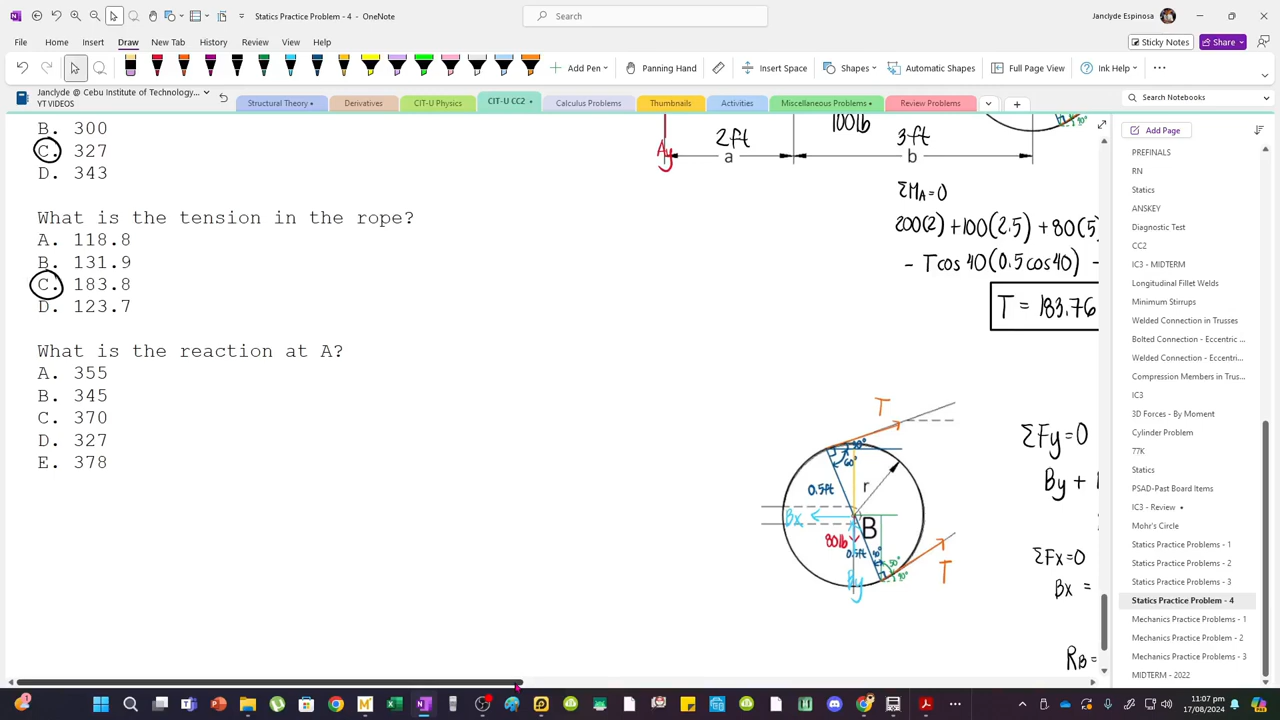 Statics Practice Problem - 4 - OneNote
Search
Janclyde Espinosa
File Home Insert Draw New Tab History Review View Help
Sticky Notes
Share
Add Pen
Panning Hand
Insert Space
Shapes
Automatic Shapes
Full Page View
Ink Help
Janclyde @ Cebu Institute of Technology...
YT VIDEOS
Structural Theory
Derivatives
CIT-U Physics
CIT-U CC2
Calculus Problems
Thumbnails
Activities
Miscellaneous Problems
Review Problems
Search Notebooks
Add Page
B. 300
C. 327
D. 343
What is the tension in the rope?
A. 118.8
B. 131.9
C. 183.8
D. 123.7
What is the reaction at A?
A. 355
B. 345
C. 370
D. 327
E. 378
Ay
2ft
a
100lb
3ft
b
ΣMA=0
200(2)+100(2.5)+80(5)
- Tcos40(0.5cos40) -
T = 183.76
T
60°
0.5ft
r
Bx
B
80lb
0.5ft
By
50°
T
ΣFy=0
By +
ΣFx=0
Bx =
RB=
PREFINALS
RN
Statics
ANSKEY
Diagnostic Test
CC2
IC3 - MIDTERM
Longitudinal Fillet Welds
Minimum Stirrups
Welded Connection in Trusses
Bolted Connection - Eccentric ...
Welded Connection - Eccentri...
Compression Members in Trus...
IC3
3D Forces - By Moment
Cylinder Problem
77K
Statics
PSAD-Past Board Items
IC3 - Review
Mohr's Circle
Statics Practice Problems - 1
Statics Practice Problems - 2
Statics Practice Problems - 3
Statics Practice Problem - 4
Mechanics Practice Problems - 1
Mechanics Practice Problem - 2
Mechanics Practice Problems - 3
MIDTERM - 2022
11:07 pm
17/08/2024